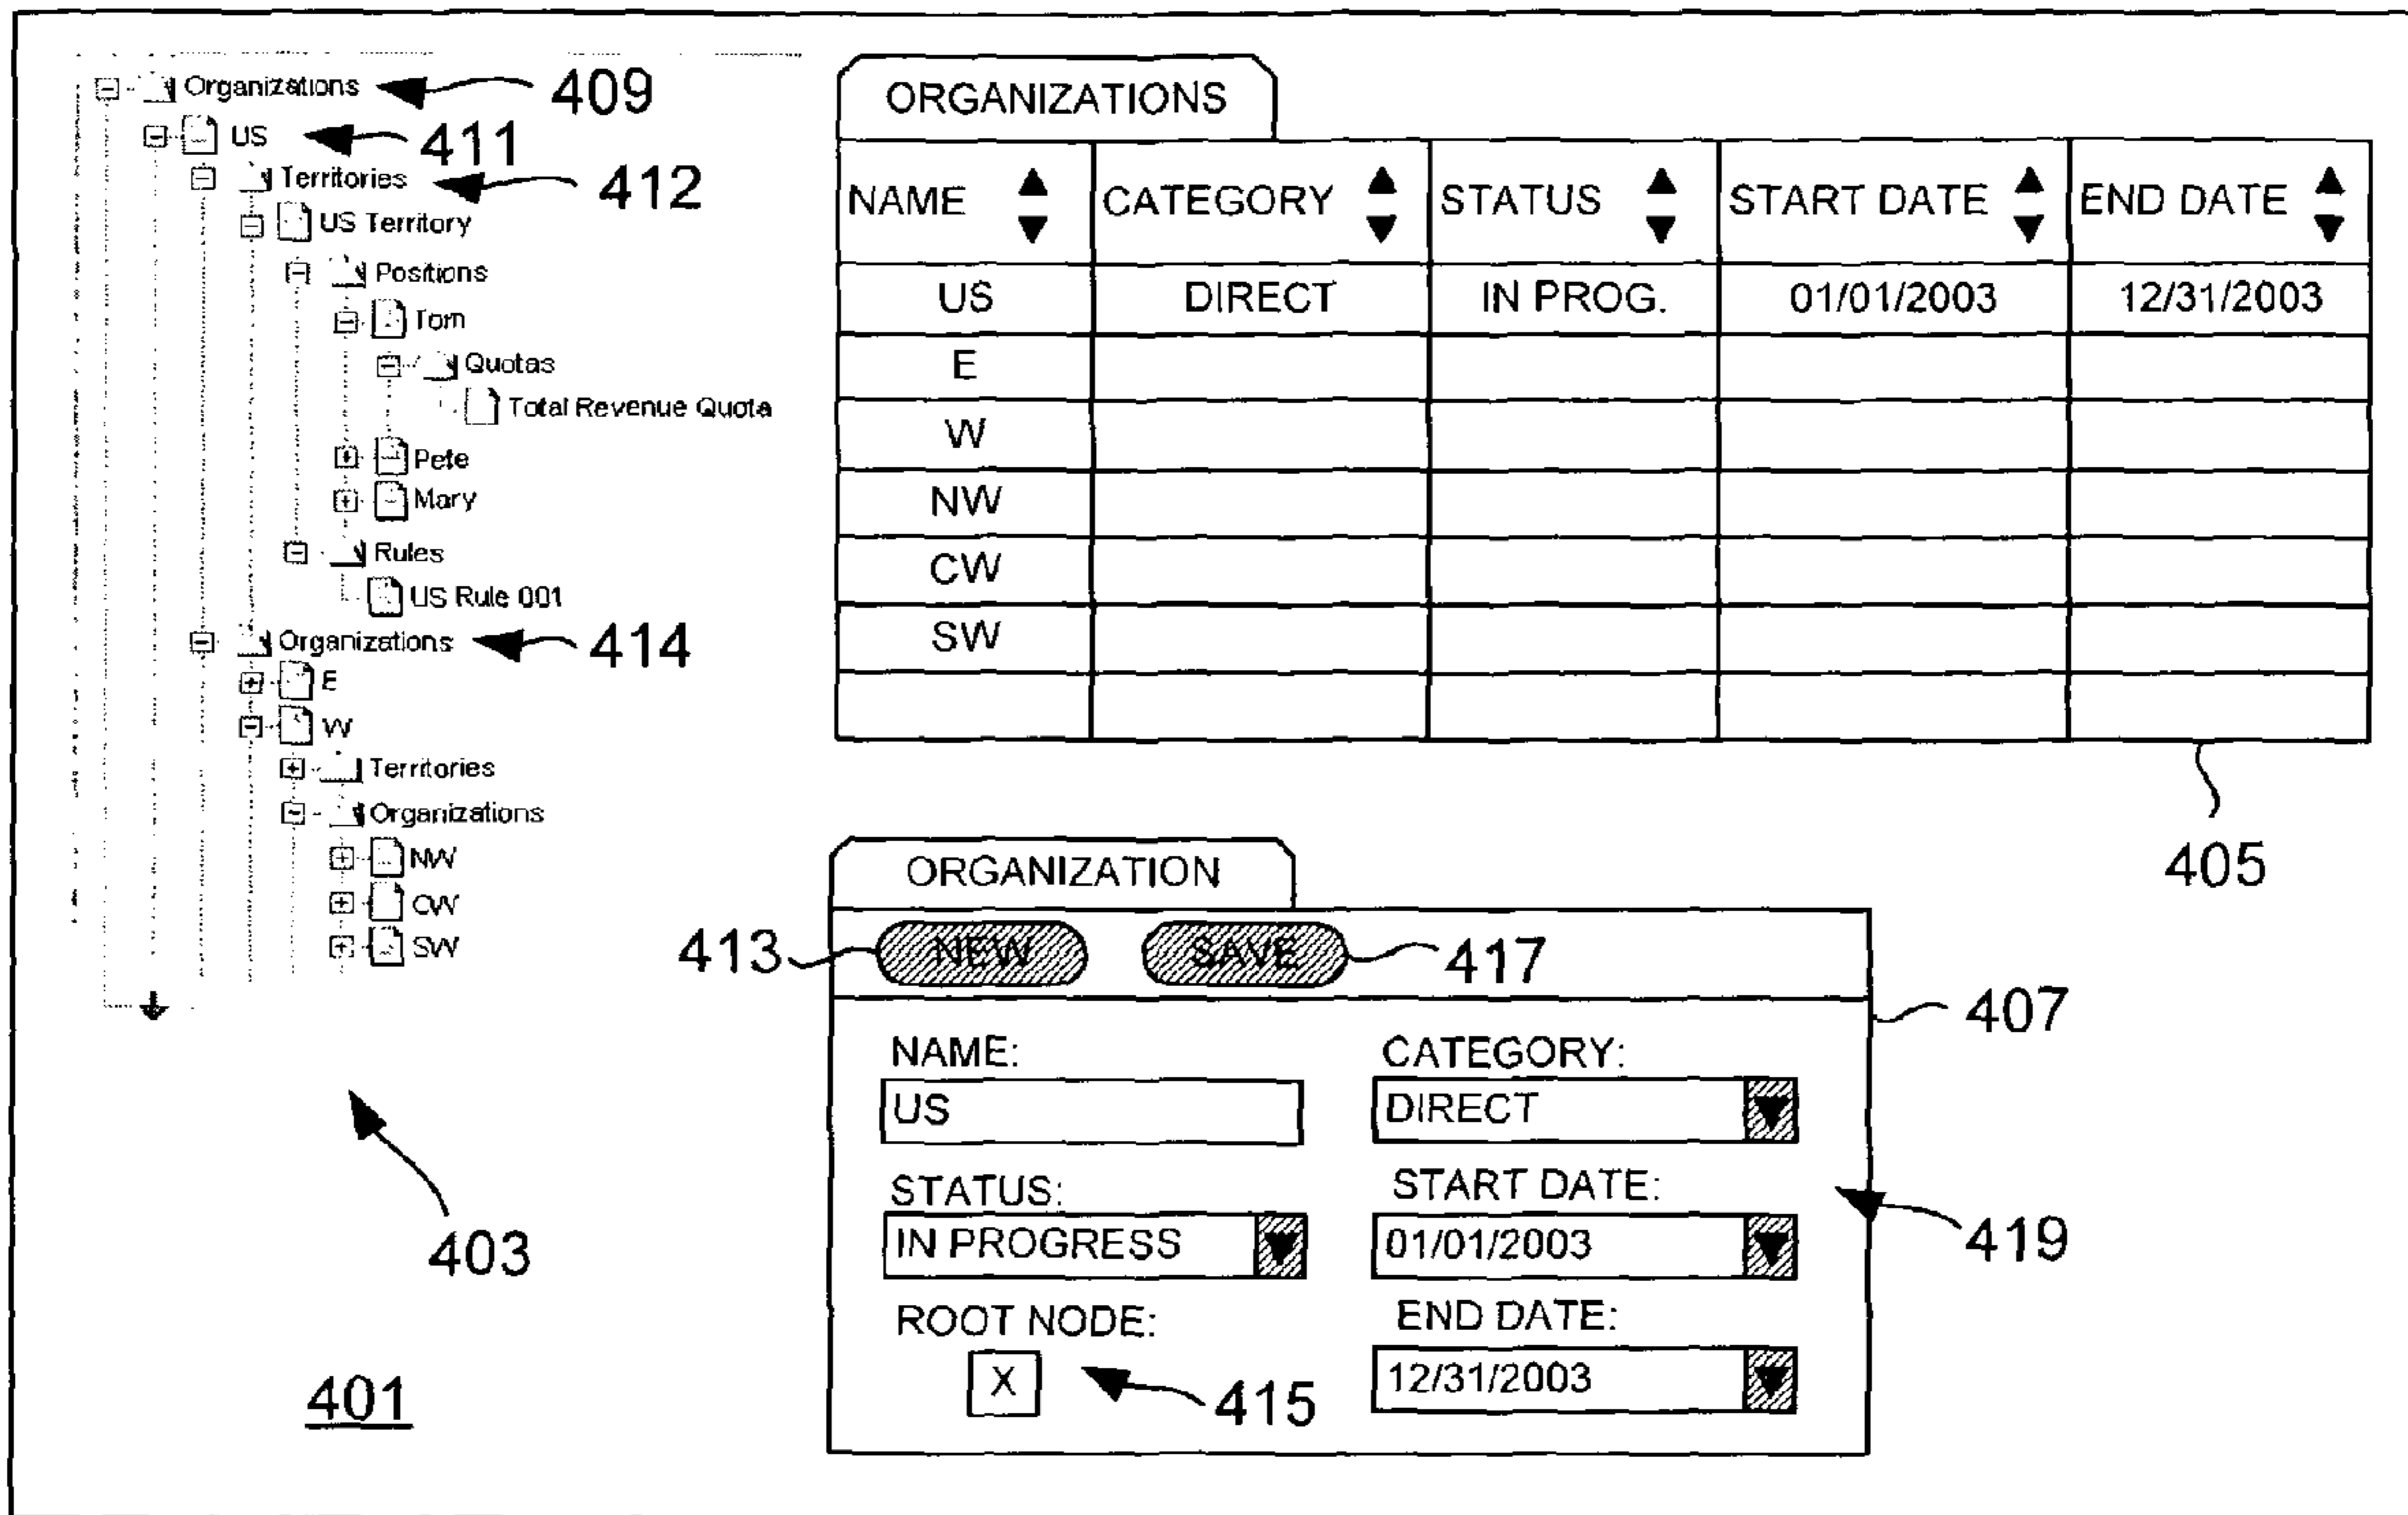 Organizations 409
US 411
Territories 412
US Territory
Positions
Tom
Quotas
Total Revenue Quota
Pete
Mary
Rules
US Rule 001
Organizations 414
E
W
Territories
Organizations
NW
CW
SW
403
401
ORGANIZATIONS
NAME CATEGORY STATUS START DATE END DATE
US DIRECT IN PROG. 01/01/2003 12/31/2003
E
W
NW
CW
SW
405
ORGANIZATION
413 NEW SAVE 417
407
NAME: CATEGORY:
US DIRECT
STATUS: START DATE:
IN PROGRESS 01/01/2003 419
ROOT NODE: END DATE:
X 415 12/31/2003